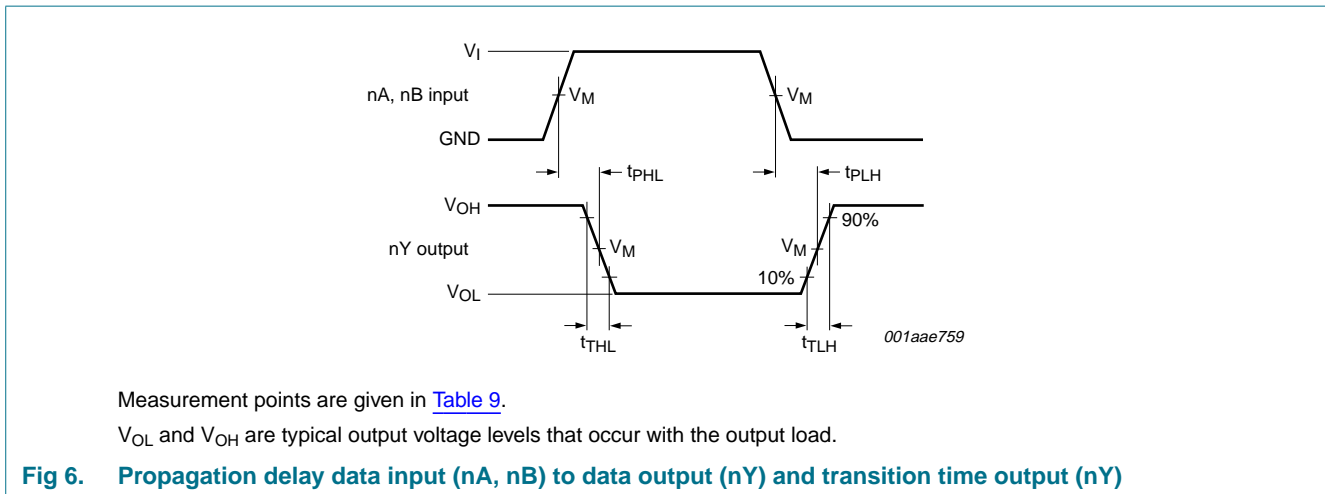 VI
nA, nB input
VM
VM
GND
tPHL
tPLH
VOH
90%
nY output
VM
VM
10%
VOL
tTHL
tTLH
001aae759
Measurement points are given in Table 9.
VOL and VOH are typical output voltage levels that occur with the output load.
Fig 6. Propagation delay data input (nA, nB) to data output (nY) and transition time output (nY)